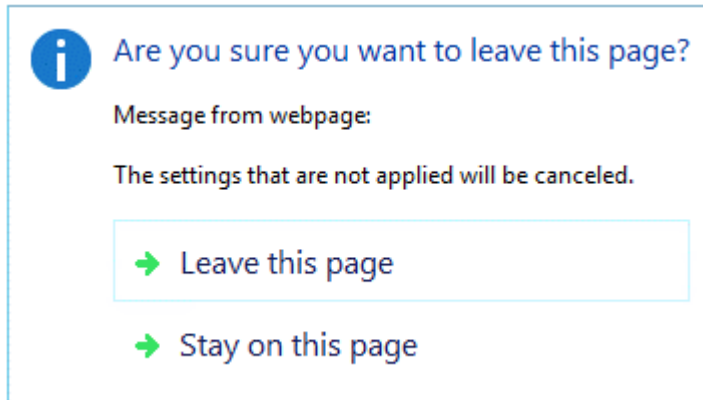 Are you sure you want to leave this page?
Message from webpage:
The settings that are not applied will be canceled.
Leave this page
Stay on this page